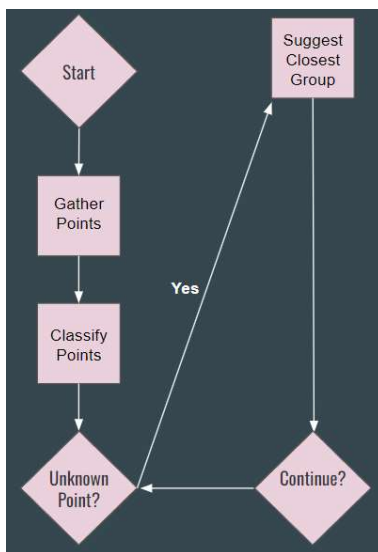 Start
Gather
Points
Classify
Points
Unknown
Point?
Yes
Suggest
Closest
Group
Continue?